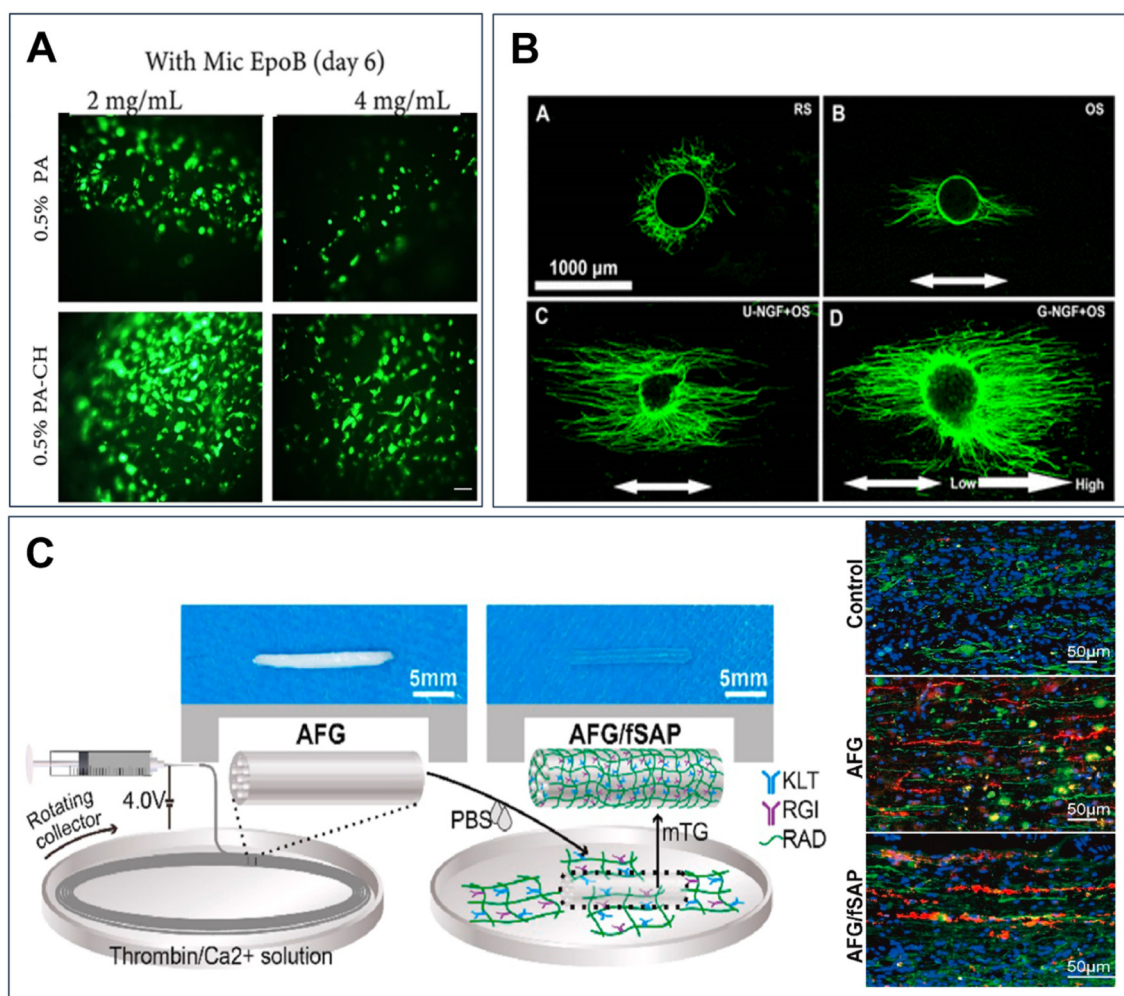 A
With Mic EpoB (day 6)
2 mg/mL
4 mg/mL
0.5% PA
0.5% PA-CH
B
A
RS
B
OS
1000 µm
C
U-NGF+OS
D
G-NGF+OS
Low
High
C
5mm
5mm
AFG
AFG/fSAP
4.0V
Rotating
collector
PBS
mTG
KLT
RGI
RAD
Thrombin/Ca2+ solution
Control
50µm
AFG
50µm
AFG/fSAP
50µm